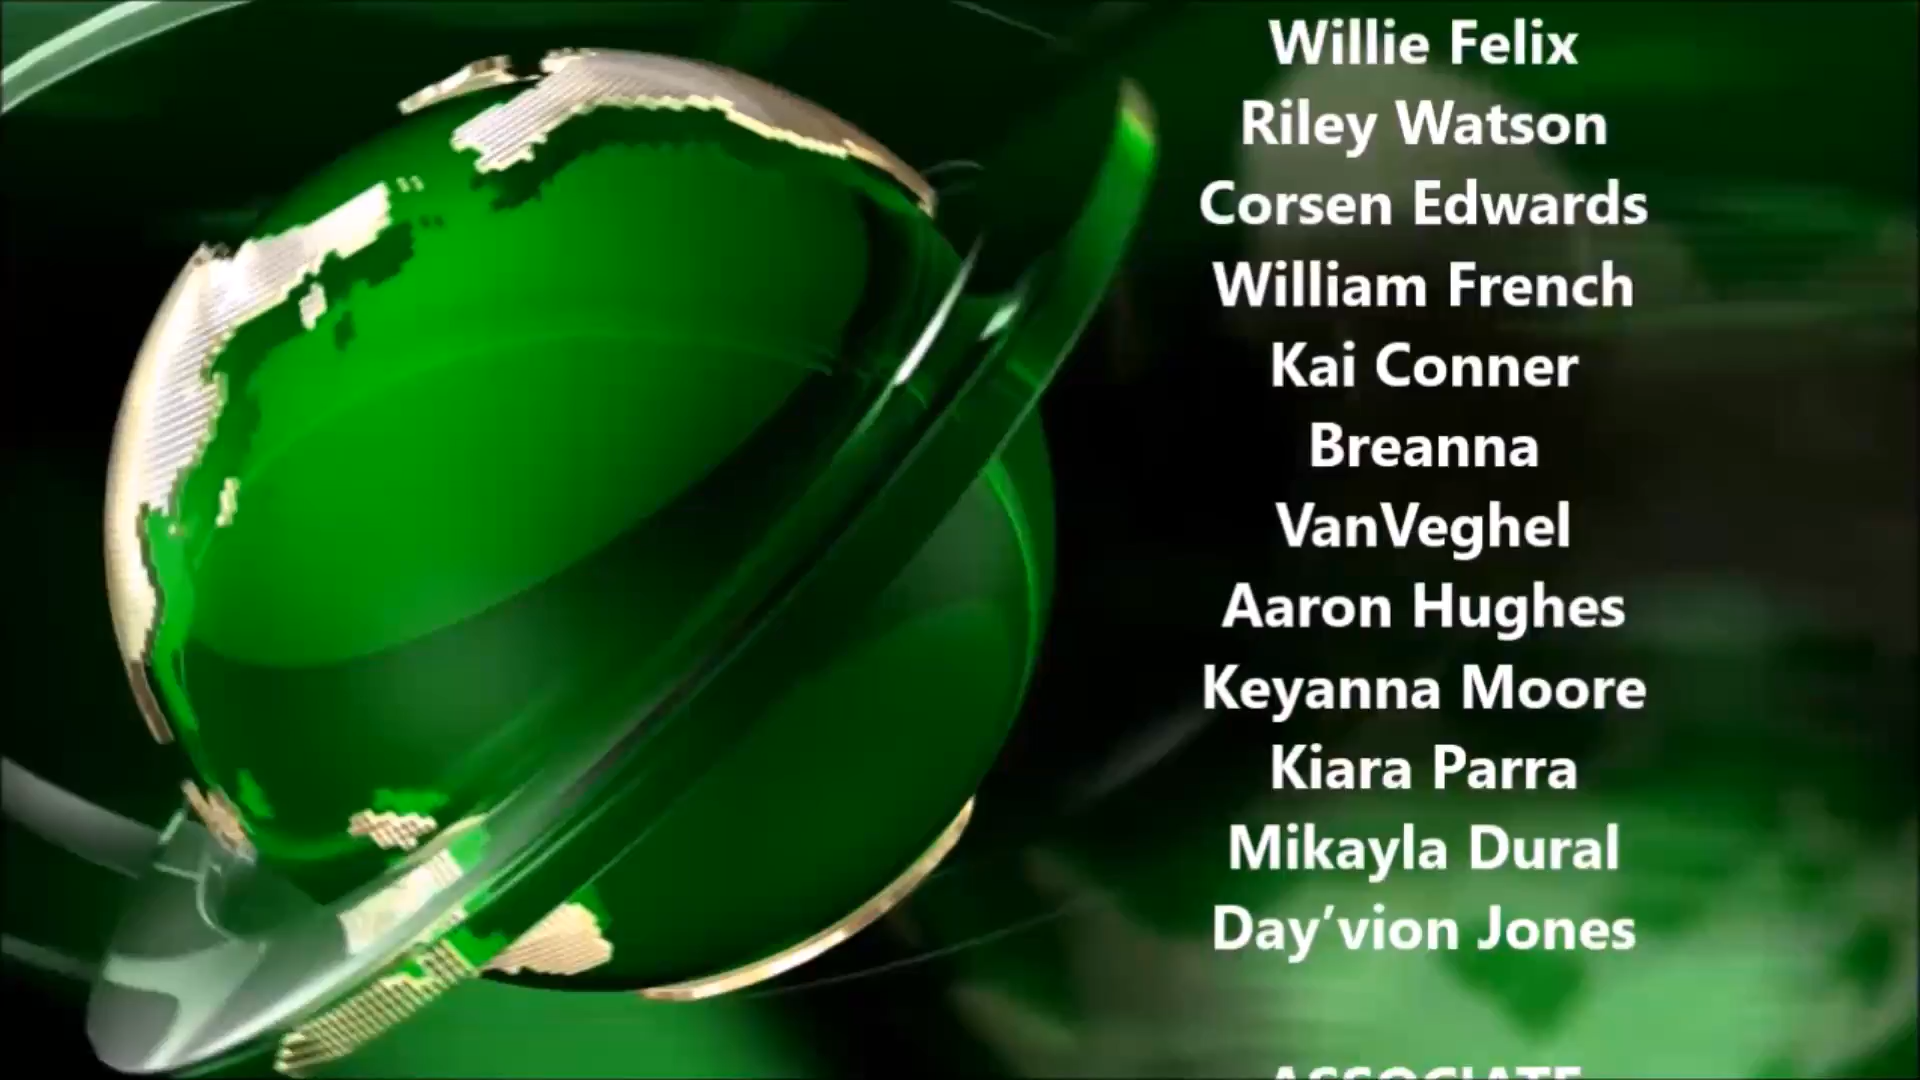 Willie Felix
Riley Watson
Corsen Edwards
William French
Kai Conner
Breanna
VanVeghel
Aaron Hughes
Keyanna Moore
Kiara Parra
Mikayla Dural
Day’vion Jones
ASSOCIATE